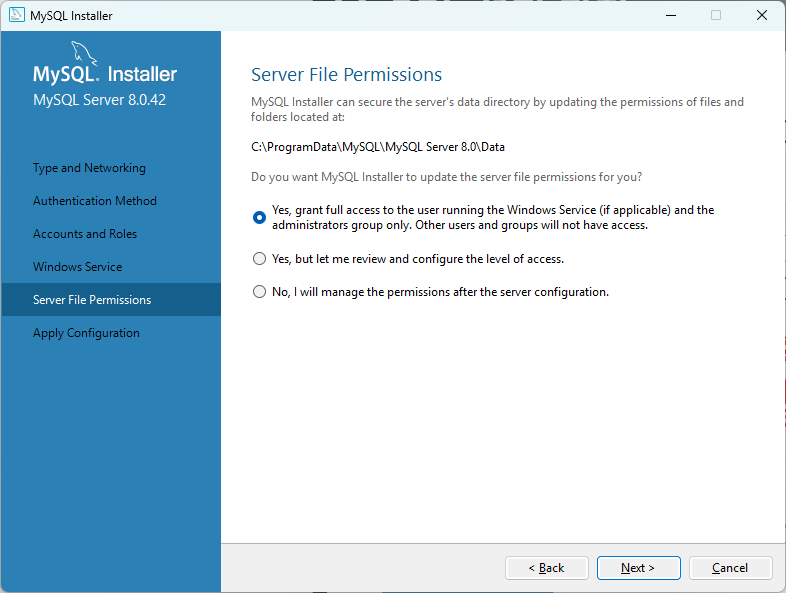 MySQL Installer
MySQL. Installer
MySQL Server 8.0.42
Type and Networking
Authentication Method
Accounts and Roles
Windows Service
Server File Permissions
Apply Configuration
Server File Permissions
MySQL Installer can secure the server's data directory by updating the permissions of files and
folders located at:
C:\ProgramData\MySQL\MySQL Server 8.0\Data
Do you want MySQL Installer to update the server file permissions for you?
Yes, grant full access to the user running the Windows Service (if applicable) and the
administrators group only. Other users and groups will not have access.
Yes, but let me review and configure the level of access.
No, I will manage the permissions after the server configuration.
< Back
Next >
Cancel